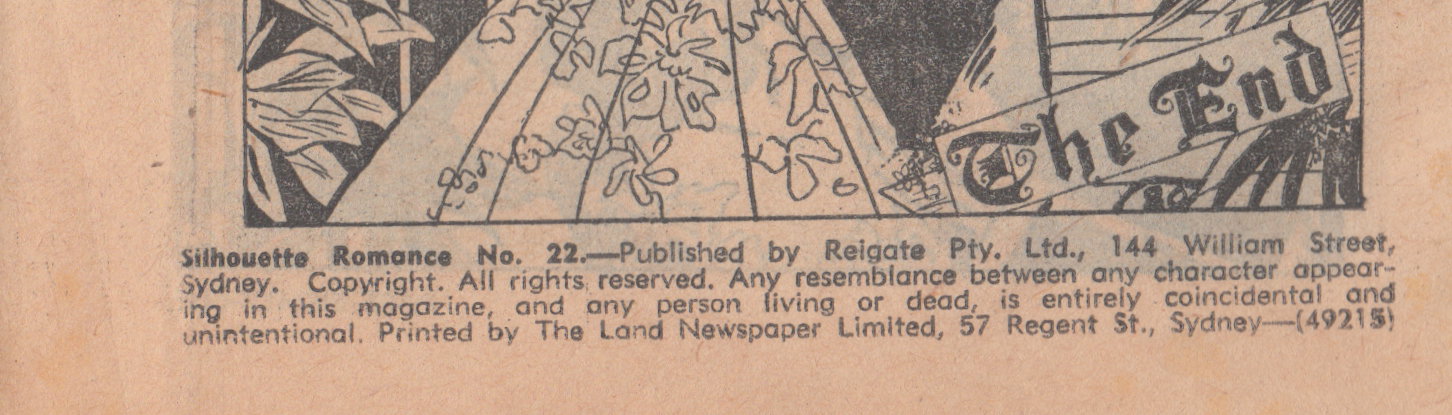 The End
Silhouette Romance No. 22.—Published by Reigate Pty. Ltd., 144 William Street,
Sydney. Copyright. All rights reserved. Any resemblance between any character appear-
ing in this magazine, and any person living or dead, is entirely coincidental and
unintentional. Printed by The Land Newspaper Limited, 57 Regent St., Sydney—(49215)